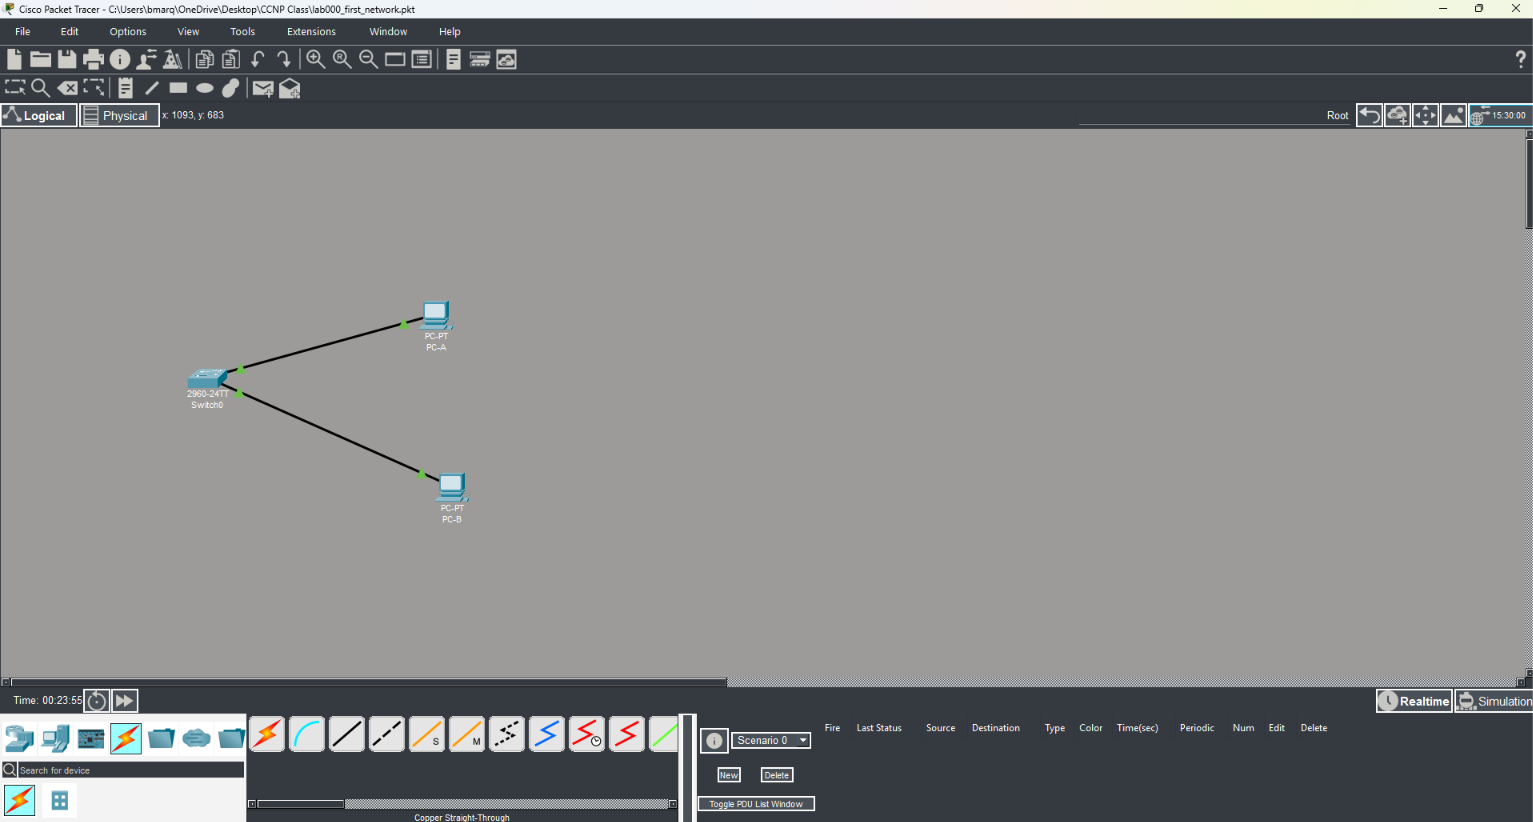 Cisco Packet Tracer - C:\Users\bmarq\OneDrive\Desktop\CCNP Class\lab000_first_network.pkt
File Edit Options View Tools Extensions Window Help
?
Logical Physical x: 1093, y: 683 Root 15:30:00
PC-PT
PC-A
2960-24TT
Switch0
PC-PT
PC-B
Time: 00:23:55 Realtime Simulation
S M
Fire Last Status Source Destination Type Color Time(sec) Periodic Num Edit Delete
Scenario 0
Search for device
New Delete
Toggle PDU List Window
Copper Straight-Through